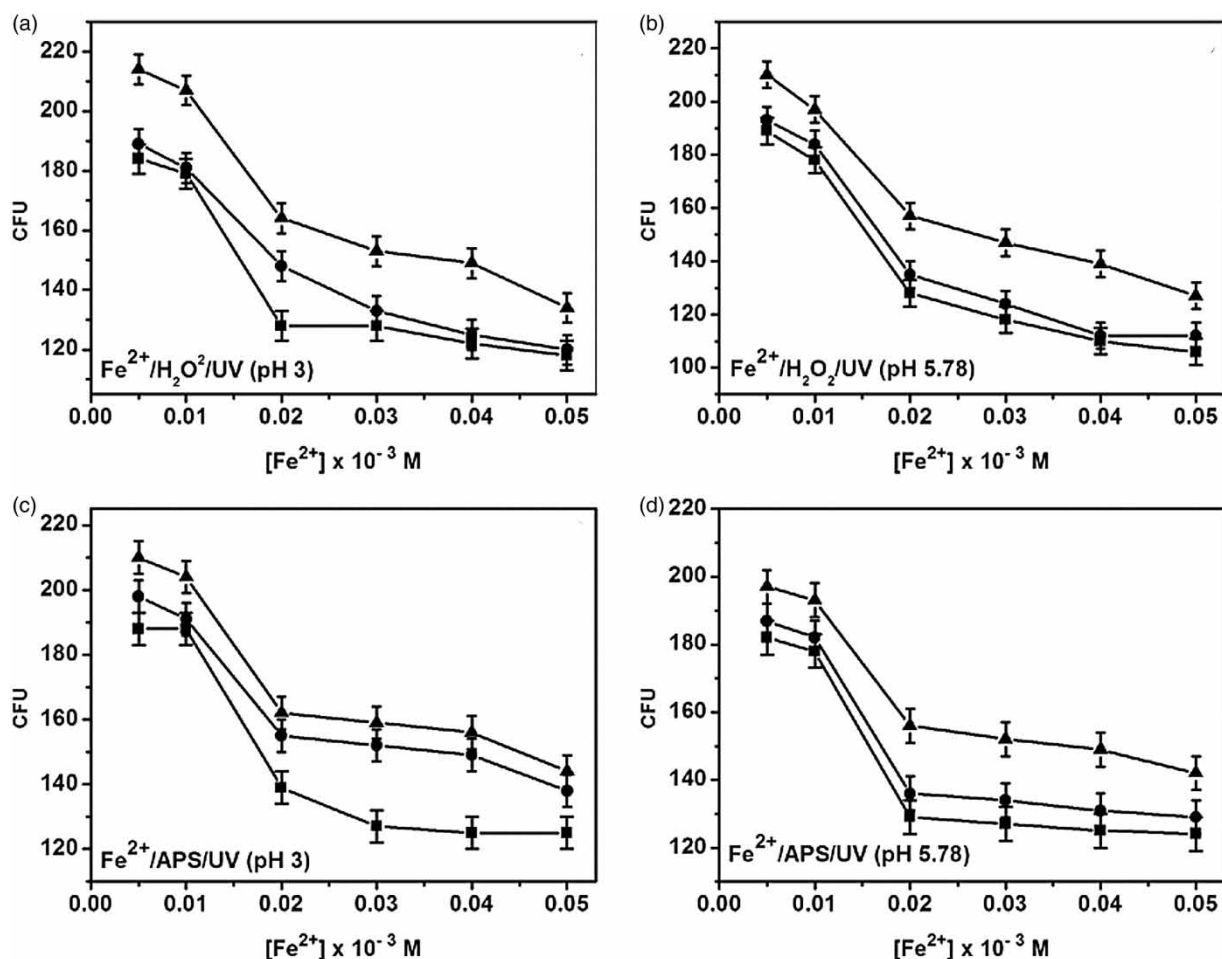 (a)
220
200
180
160
140
120
CFU
Fe²⁺/H₂O²/UV (pH 3)
0.00 0.01 0.02 0.03 0.04 0.05
[Fe²⁺] x 10⁻³ M
(b)
220
200
180
160
140
120
100
CFU
Fe²⁺/H₂O₂/UV (pH 5.78)
0.00 0.01 0.02 0.03 0.04 0.05
[Fe²⁺] x 10⁻³ M
(c)
220
200
180
160
140
120
CFU
Fe²⁺/APS/UV (pH 3)
0.00 0.01 0.02 0.03 0.04 0.05
[Fe²⁺] x 10⁻³ M
(d)
220
200
180
160
140
120
CFU
Fe²⁺/APS/UV (pH 5.78)
0.00 0.01 0.02 0.03 0.04 0.05
[Fe²⁺] x 10⁻³ M